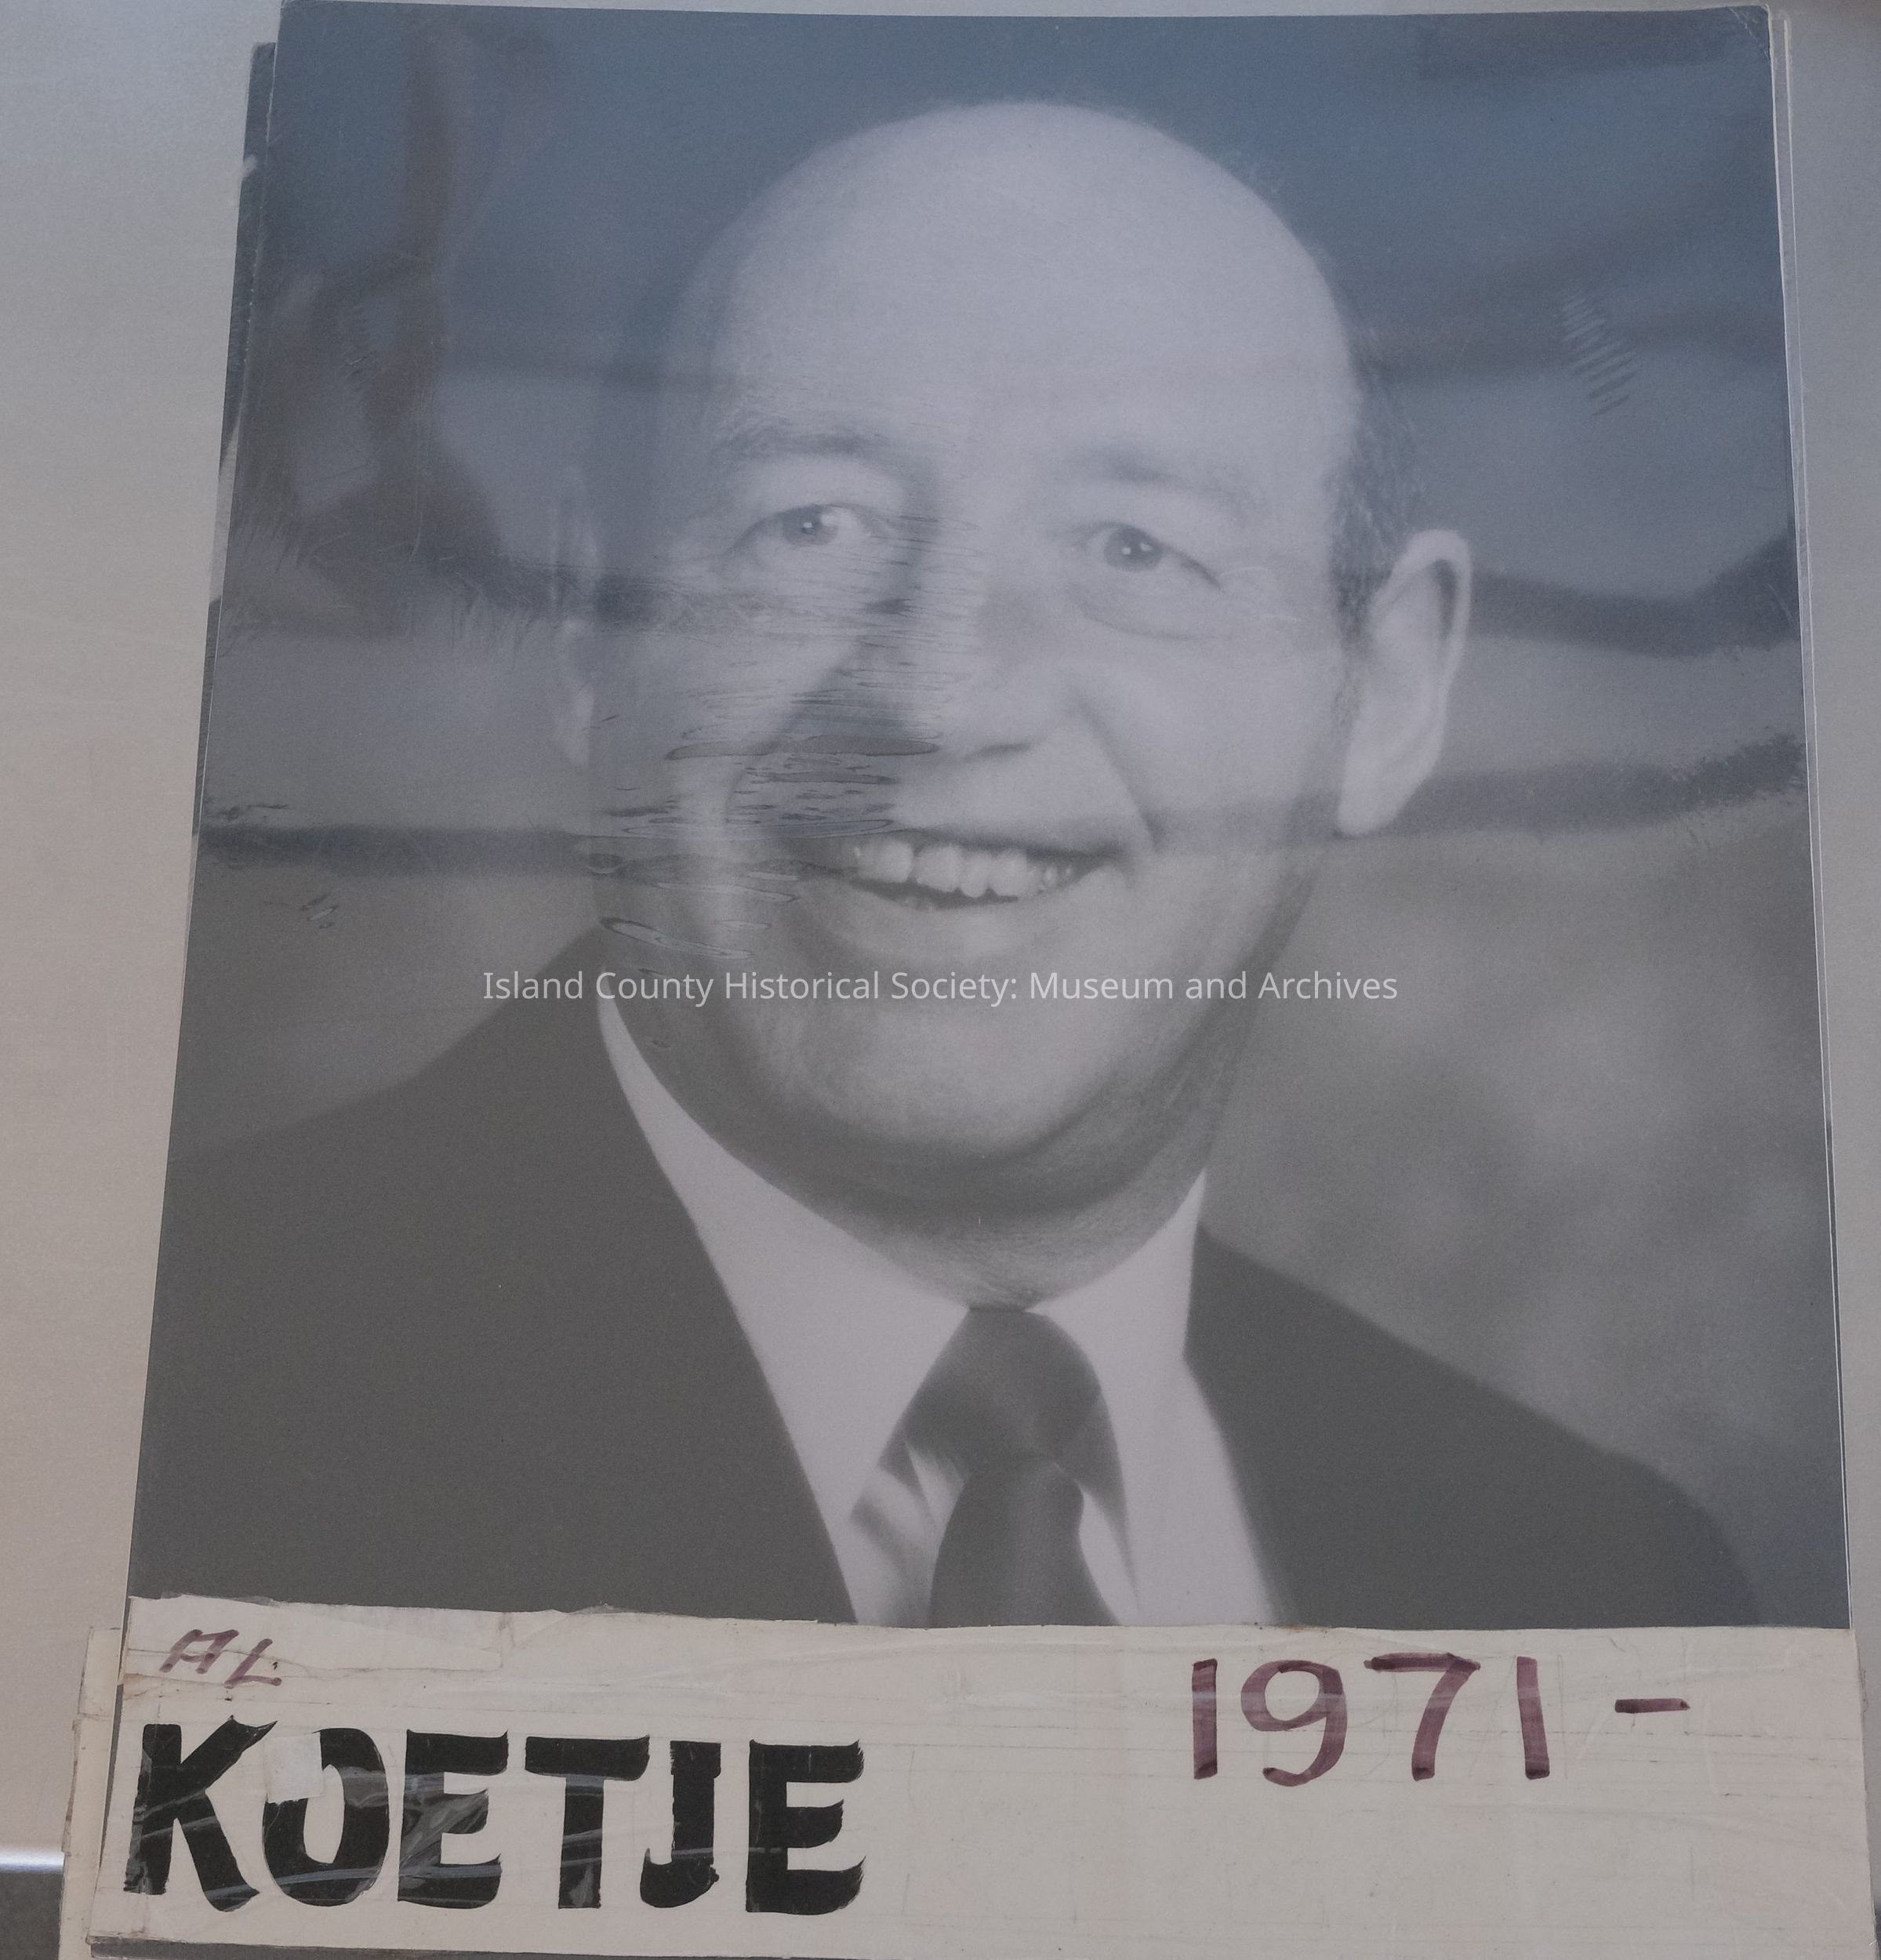 Island County Historical Society: Museum and Archives
AL
KOETJE
1971-